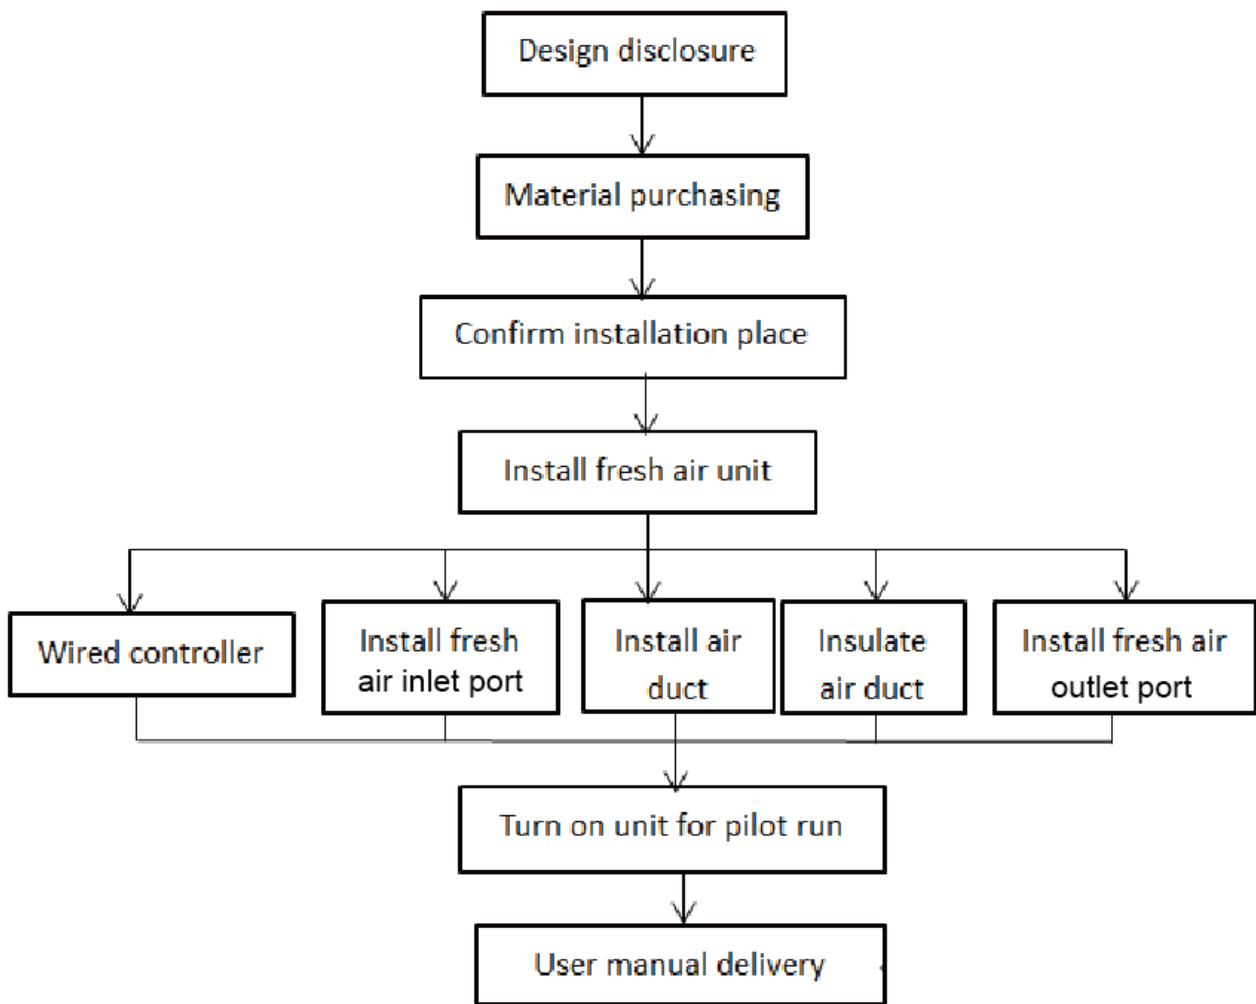 Design disclosure
Material purchasing
Confirm installation place
Install fresh air unit
Wired controller
Install fresh
air inlet port
Install air
duct
Insulate
air duct
Install fresh air
outlet port
Turn on unit for pilot run
User manual delivery